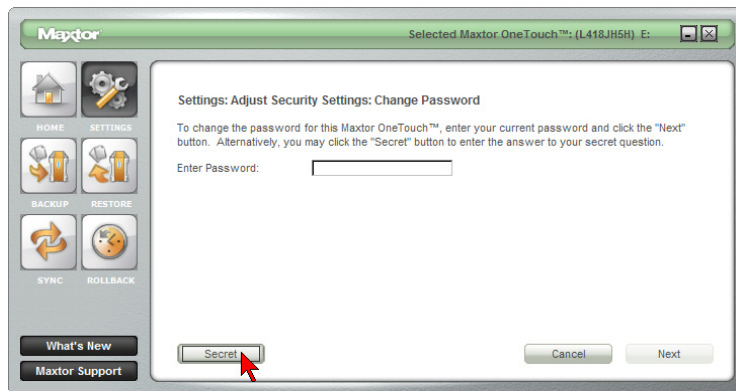 Maxtor
Selected Maxtor OneTouch™: (L418JH5H) E:
HOME SETTINGS
BACKUP RESTORE
SYNC ROLLBACK
What's New
Maxtor Support
Settings: Adjust Security Settings: Change Password
To change the password for this Maxtor OneTouch™, enter your current password and click the "Next"
button. Alternatively, you may click the "Secret" button to enter the answer to your secret question.
Enter Password:
Secret
Cancel
Next